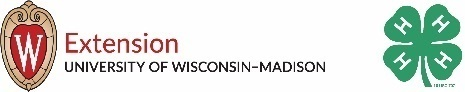 W
Extension
UNIVERSITY OF WISCONSIN–MADISON
H H
H H